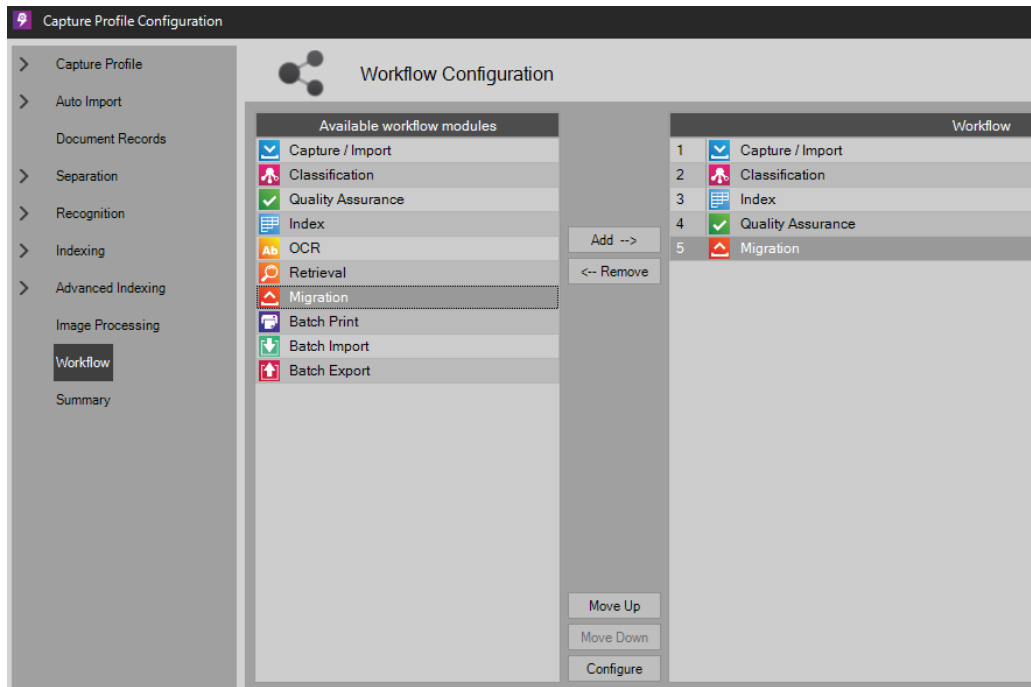 Capture Profile Configuration
Capture Profile
Auto Import
Document Records
Separation
Recognition
Indexing
Advanced Indexing
Image Processing
Workflow
Summary
Workflow Configuration
Available workflow modules
Capture / Import
Classification
Quality Assurance
Index
Ab OCR
Retrieval
Migration
Batch Print
Batch Import
Batch Export
Add -->
<-- Remove
Move Up
Move Down
Configure
Workflow
1 Capture / Import
2 Classification
3 Index
4 Quality Assurance
5 Migration